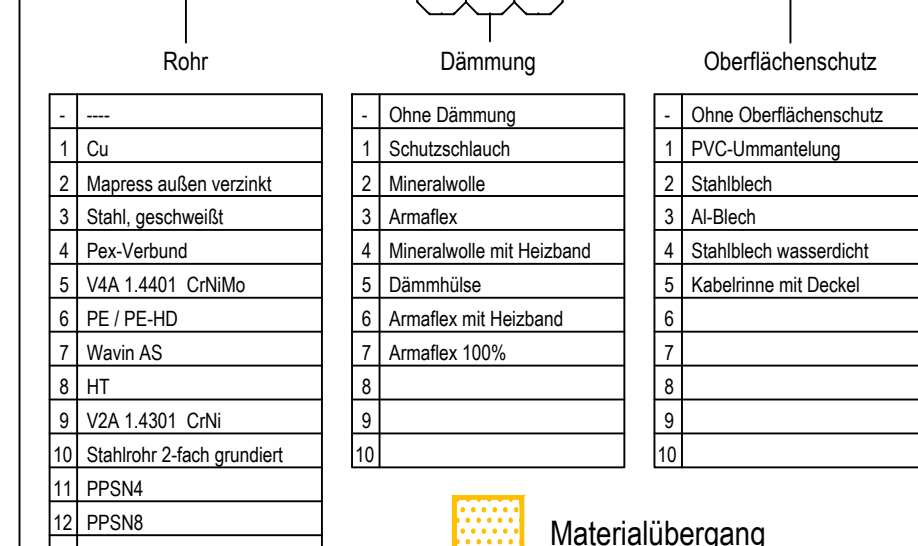 Rohr
- ----
1 Cu
2 Mapress außen verzinkt
3 Stahl, geschweißt
4 Pex-Verbund
5 V4A 1.4401 CrNiMo
6 PE / PE-HD
7 Wavin AS
8 HT
9 V2A 1.4301 CrNi
10 Stahlrohr 2-fach grundiert
11 PPSN4
12 PPSN8
Dämmung
- Ohne Dämmung
1 Schutzschlauch
2 Mineralwolle
3 Armaflex
4 Mineralwolle mit Heizband
5 Dämmhülse
6 Armaflex mit Heizband
7 Armaflex 100%
8
9
10
Oberflächenschutz
- Ohne Oberflächenschutz
1 PVC-Ummantelung
2 Stahlblech
3 Al-Blech
4 Stahlblech wasserdicht
5 Kabelrinne mit Deckel
6
7
8
9
10
Materialübergang